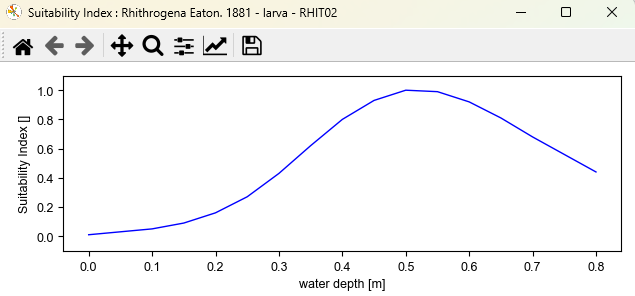 Suitability Index : Rhithrogena Eaton. 1881 - larva - RHIT02
1.0
0.8
0.6
0.4
0.2
0.0
Suitability Index []
0.0 0.1 0.2 0.3 0.4 0.5 0.6 0.7 0.8
water depth [m]